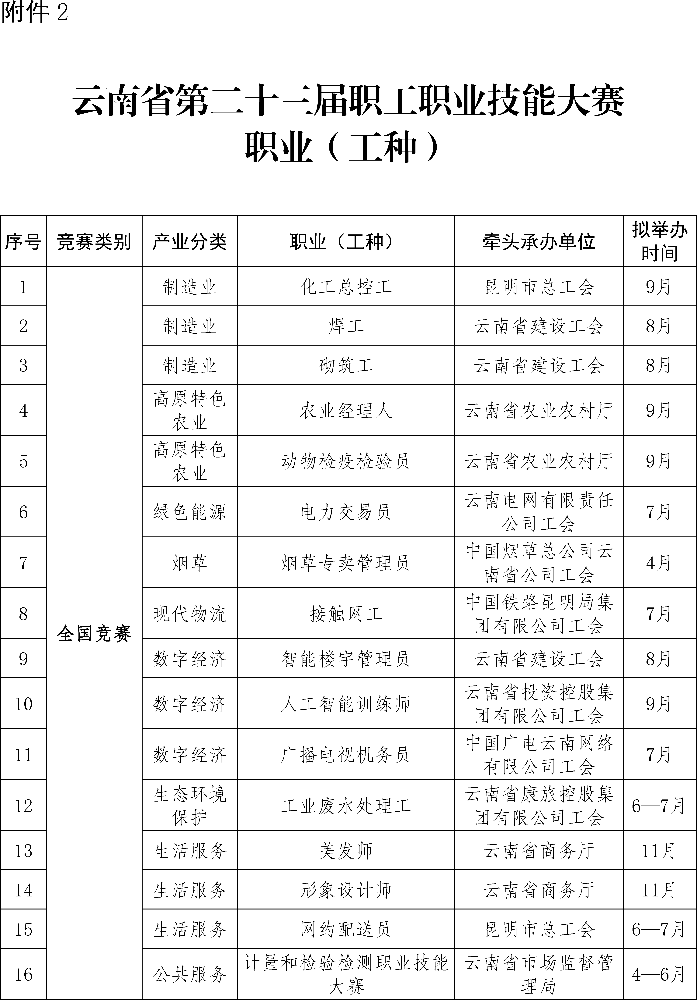 附件 2
云南省第二十三届职工职业技能大赛
职业（工种）
序号 竞赛类别 产业分类 职业（工种） 牵头承办单位 拟举办
时间
1 制造业 化工总控工 昆明市总工会 9月
2 制造业 焊工 云南省建设工会 8月
3 制造业 砌筑工 云南省建设工会 8月
4 高原特色
农业 农业经理人 云南省农业农村厅 9月
5 高原特色
农业 动物检疫检验员 云南省农业农村厅 9月
6 绿色能源 电力交易员 云南电网有限责任
公司工会 7月
7 烟草 烟草专卖管理员 中国烟草总公司云
南省公司工会 4月
8 现代物流 接触网工 中国铁路昆明局集
团有限公司工会 7月
全国竞赛
9 数字经济 智能楼宇管理员 云南省建设工会 8月
10 数字经济 人工智能训练师 云南省投资控股集
团有限公司工会 9月
11 数字经济 广播电视机务员 中国广电云南网络
有限公司工会 7月
12 生态环境
保护 工业废水处理工 云南省康旅控股集
团有限公司工会 6—7月
13 生活服务 美发师 云南省商务厅 11月
14 生活服务 形象设计师 云南省商务厅 11月
15 生活服务 网约配送员 昆明市总工会 6—7月
16 公共服务 计量和检验检测职业技能
大赛 云南省市场监督管
理局 4—6月